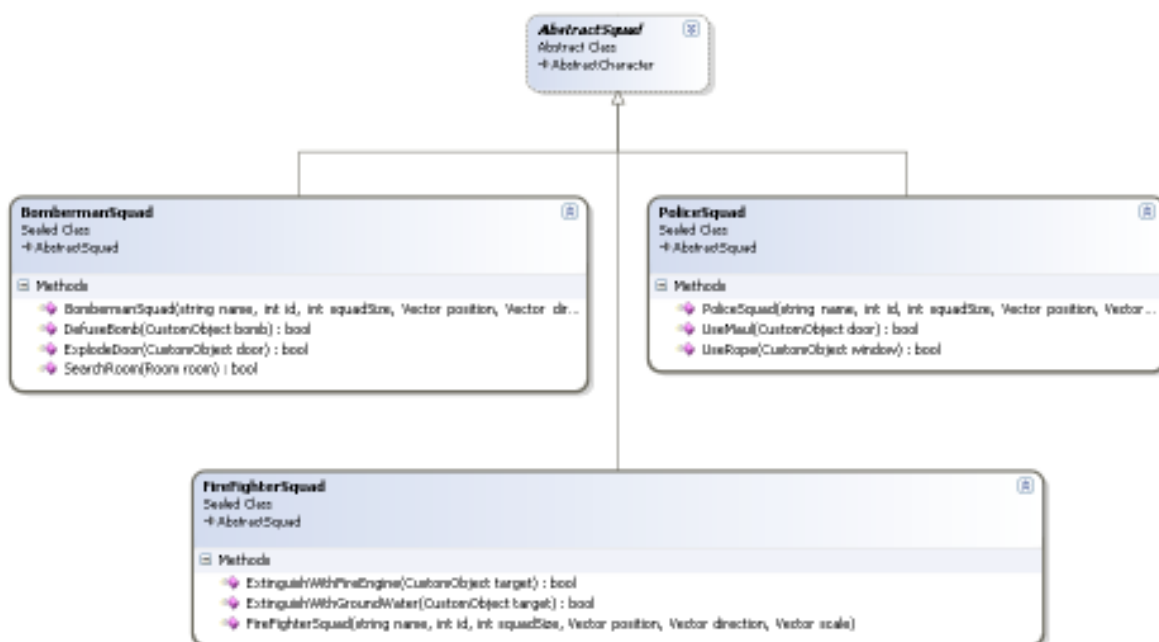 AbstractSquad
Abstract Class
AbstractCharacter
BombermanSquad
Sealed Class
AbstractSquad
Methods
BombermanSquad(string name, int id, int squadSize, Vector position, Vector dir...
DefuseBomb(CustomObject bomb) : bool
ExplodeDoor(CustomObject door) : bool
SearchRoom(Room room) : bool
PoliceSquad
Sealed Class
AbstractSquad
Methods
PoliceSquad(string name, int id, int squadSize, Vector position, Vector...
UseMaul(CustomObject door) : bool
UseRope(CustomObject window) : bool
FireFighterSquad
Sealed Class
AbstractSquad
Methods
ExtinguishWithFireEngine(CustomObject target) : bool
ExtinguishWithGroundWater(CustomObject target) : bool
FireFighterSquad(string name, int id, int squadSize, Vector position, Vector direction, Vector scale)